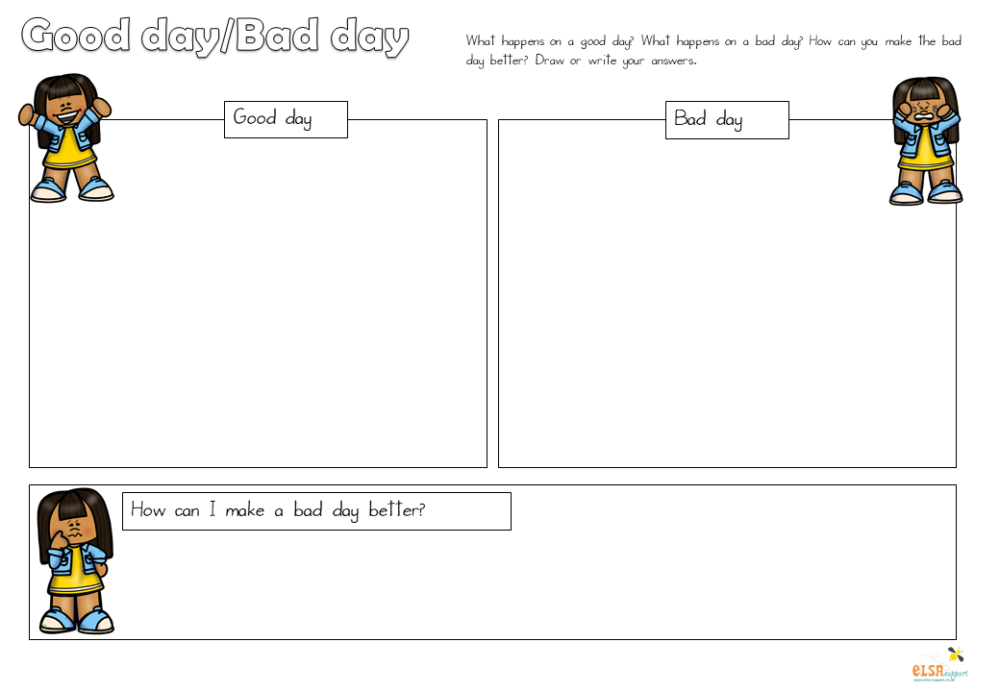 Good day/Bad day
What happens on a good day? What happens on a bad day? How can you make the bad
day better? Draw or write your answers.
Good day
Bad day
How can I make a bad day better?
eLSA support